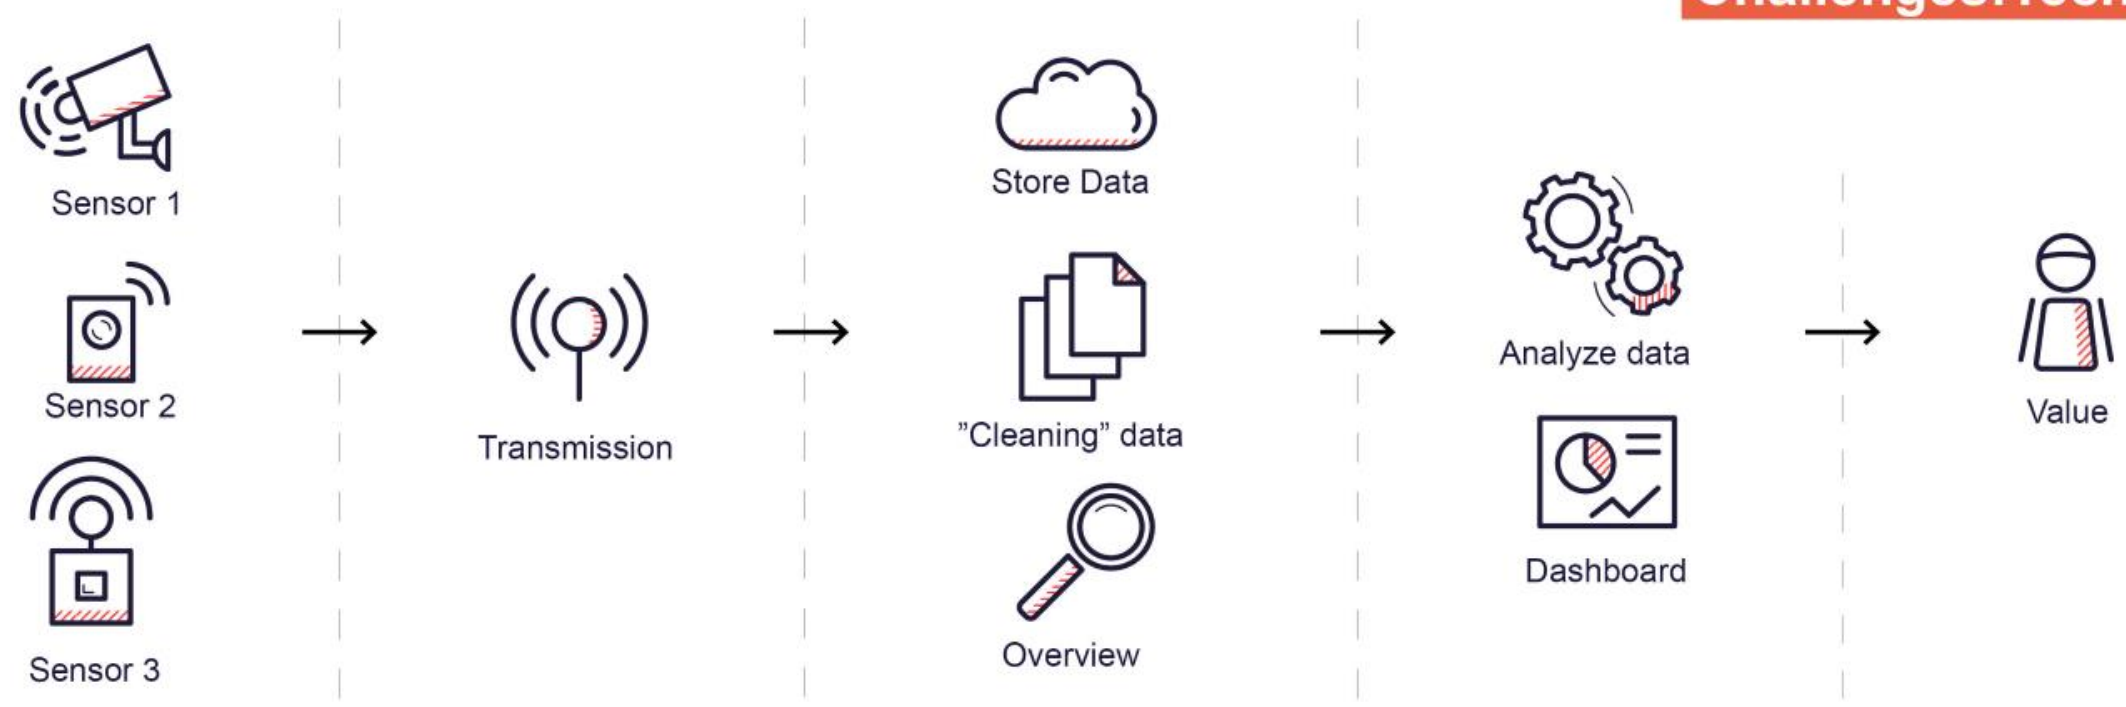 Sensor 1
Sensor 2
Sensor 3
Transmission
Store Data
”Cleaning” data
Overview
Analyze data
Dashboard
Value